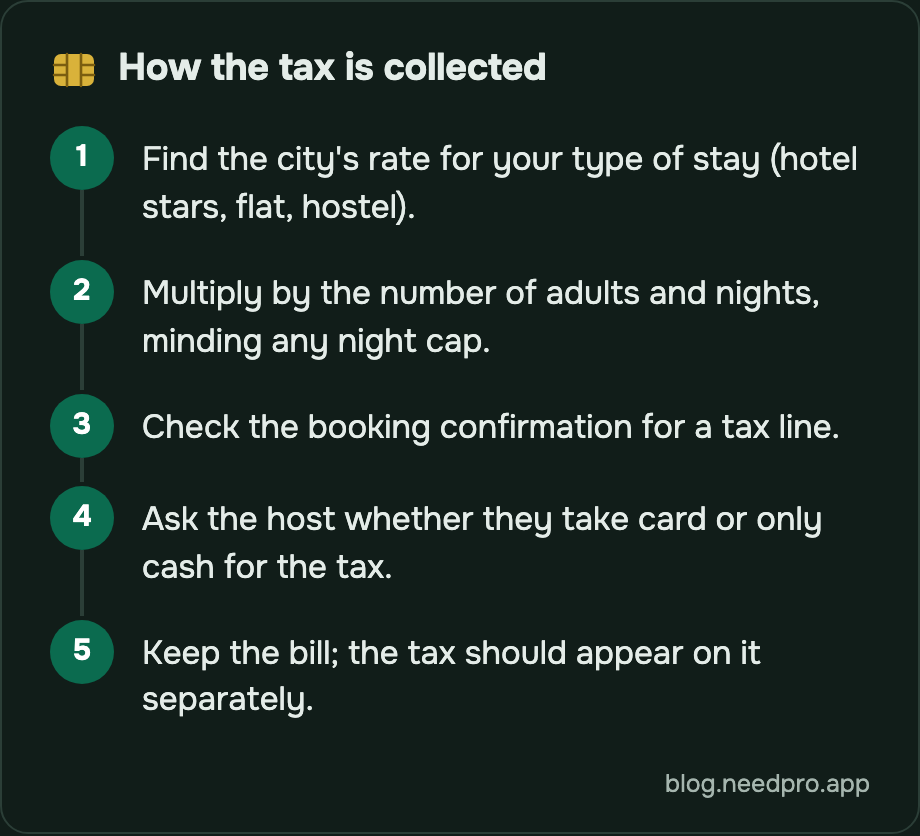 How the tax is collected
1
Find the city's rate for your type of stay (hotel
stars, flat, hostel).
2
Multiply by the number of adults and nights,
minding any night cap.
3
Check the booking confirmation for a tax line.
4
Ask the host whether they take card or only
cash for the tax.
5
Keep the bill; the tax should appear on it
separately.
blog.needpro.app